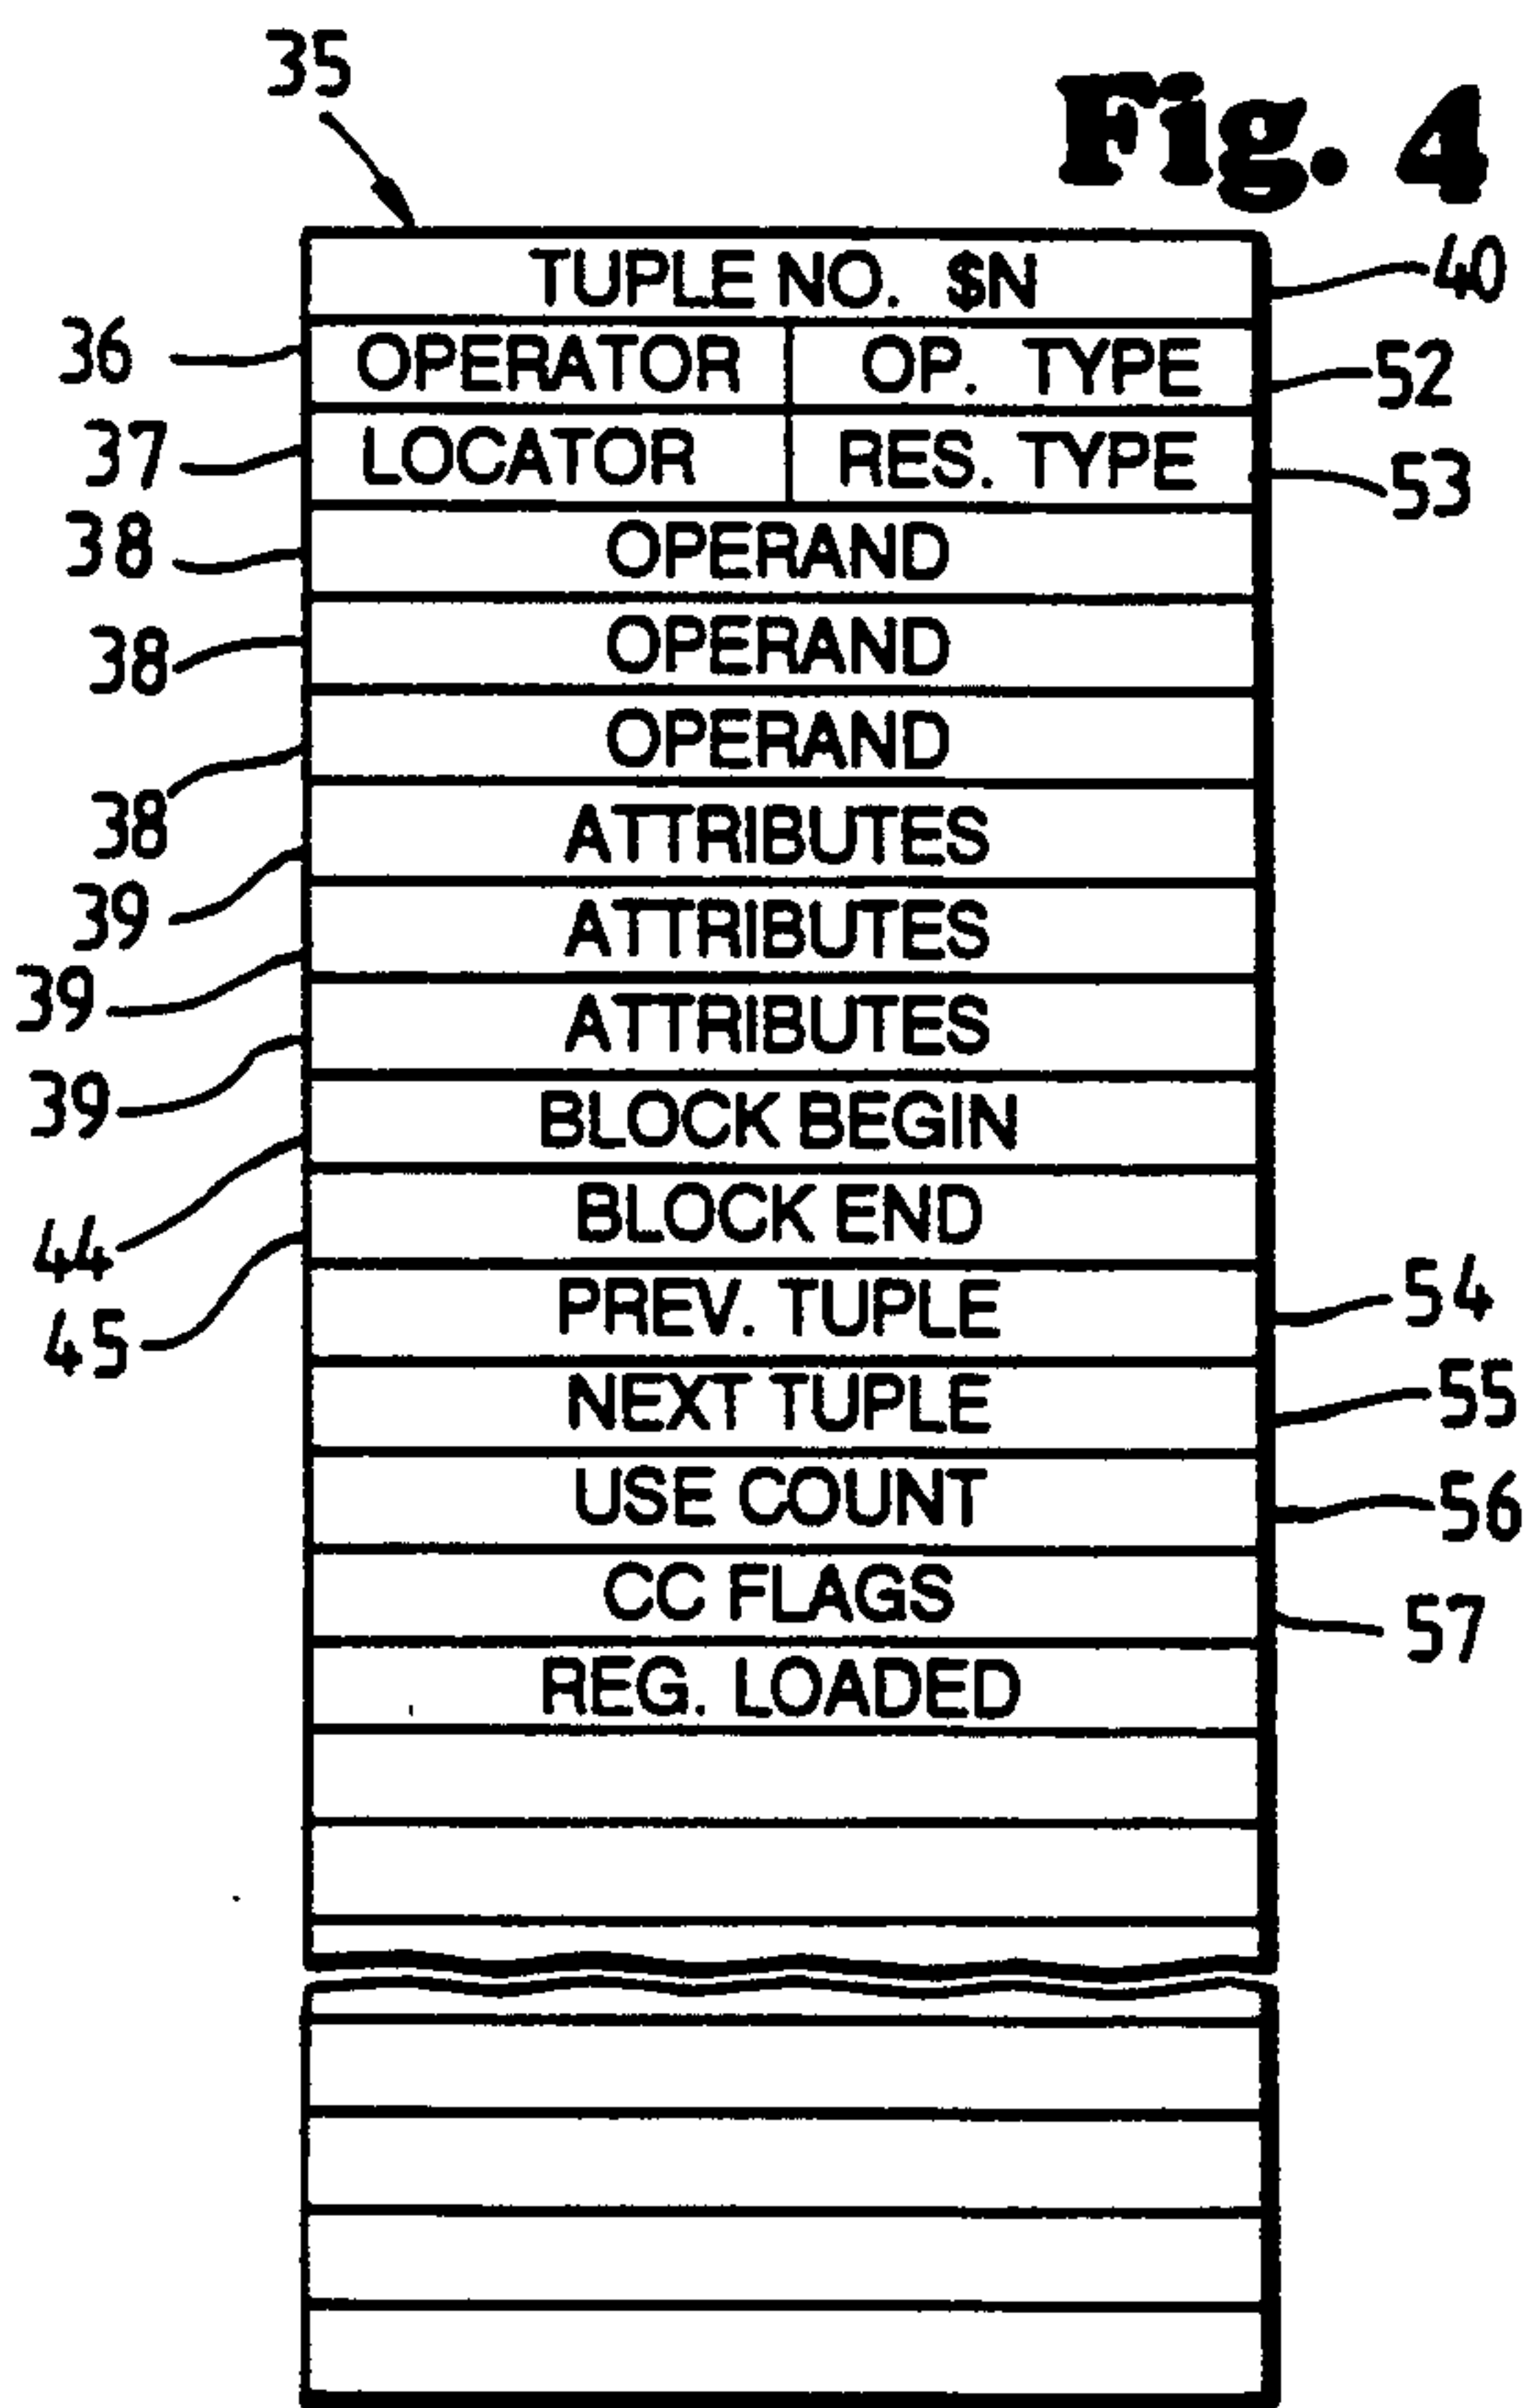 35
Fig. 4
TUPLE NO. $N
40
36
OPERATOR
OP. TYPE
52
37
LOCATOR
RES. TYPE
53
38
OPERAND
38
OPERAND
38
OPERAND
39
ATTRIBUTES
39
ATTRIBUTES
39
ATTRIBUTES
44
BLOCK BEGIN
45
BLOCK END
PREV. TUPLE
54
NEXT TUPLE
55
USE COUNT
56
CC FLAGS
57
REG. LOADED